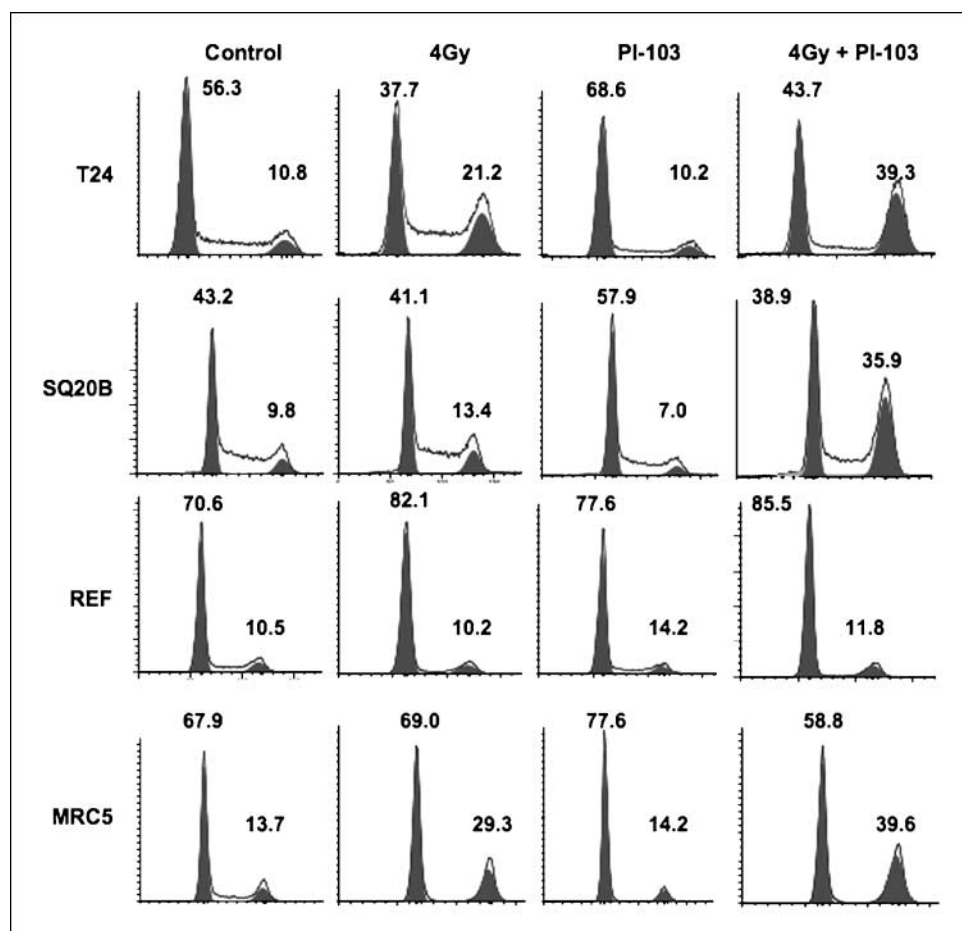 Control 4Gy PI-103 4Gy + PI-103
56.3 37.7 68.6 43.7
T24 10.8 21.2 10.2 39.3
43.2 41.1 57.9 38.9
SQ20B 9.8 13.4 7.0 35.9
70.6 82.1 77.6 85.5
REF 10.5 10.2 14.2 11.8
67.9 69.0 77.6 58.8
MRC5 13.7 29.3 14.2 39.6